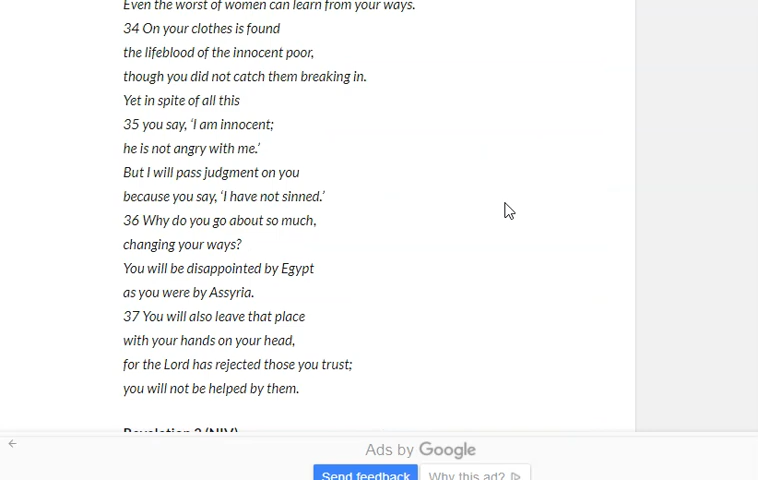 Even the worst of women can learn from your ways.
34 On your clothes is found
the lifeblood of the innocent poor,
though you did not catch them breaking in.
Yet in spite of all this
35 you say, ‘I am innocent;
he is not angry with me.’
But I will pass judgment on you
because you say, ‘I have not sinned.’
36 Why do you go about so much,
changing your ways?
You will be disappointed by Egypt
as you were by Assyria.
37 You will also leave that place
with your hands on your head,
for the Lord has rejected those you trust;
you will not be helped by them.
Revelation 2 (NIV)
Ads by Google
Send feedback
Why this ad?